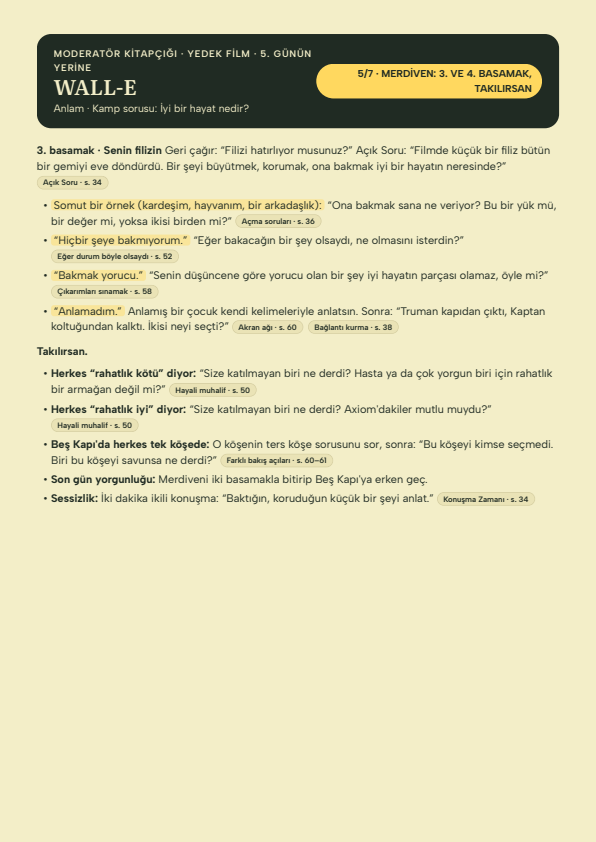 MODERATÖR KİTAPÇIĞI · YEDEK FİLM · 5. GÜNÜN
YERİNE
WALL-E
Anlam · Kamp sorusu: İyi bir hayat nedir?
5/7 · MERDİVEN: 3. VE 4. BASAMAK,
TAKILIRSAN
3. basamak · Senin filizin Geri çağır: “Filizi hatırlıyor musunuz?” Açık Soru: “Filmde küçük bir filiz bütün
bir gemiyi eve döndürdü. Bir şeyi büyütmek, korumak, ona bakmak iyi bir hayatın neresinde?”
Açık Soru · s. 34
• Somut bir örnek (kardeşim, hayvanım, bir arkadaşlık): “Ona bakmak sana ne veriyor? Bu bir yük mü,
bir değer mi, yoksa ikisi birden mi?” Açma soruları · s. 36
• “Hiçbir şeye bakmıyorum.” “Eğer bakacağın bir şey olsaydı, ne olmasını isterdin?”
Eğer durum böyle olsaydı · s. 52
• “Bakmak yorucu.” “Senin düşüncene göre yorucu olan bir şey iyi hayatın parçası olamaz, öyle mi?”
Çıkarımları sınamak · s. 58
• “Anlamadım.” Anlamış bir çocuk kendi kelimeleriyle anlatsın. Sonra: “Truman kapıdan çıktı, Kaptan
koltuğundan kalktı. İkisi neyi seçti?” Akran ağı · s. 60 Bağlantı kurma · s. 38
Takılırsan.
• Herkes “rahatlık kötü” diyor: “Size katılmayan biri ne derdi? Hasta ya da çok yorgun biri için rahatlık
bir armağan değil mi?” Hayali muhalif · s. 50
• Herkes “rahatlık iyi” diyor: “Size katılmayan biri ne derdi? Axiom'dakiler mutlu muydu?”
Hayali muhalif · s. 50
• Beş Kapı'da herkes tek köşede: O köşenin ters köşe sorusunu sor, sonra: “Bu köşeyi kimse seçmedi.
Biri bu köşeyi savunsa ne derdi?” Farklı bakış açıları · s. 60–61
• Son gün yorgunluğu: Merdiveni iki basamakla bitirip Beş Kapı'ya erken geç.
• Sessizlik: İki dakika ikili konuşma: “Baktığın, koruduğun küçük bir şeyi anlat.” Konuşma Zamanı · s. 34